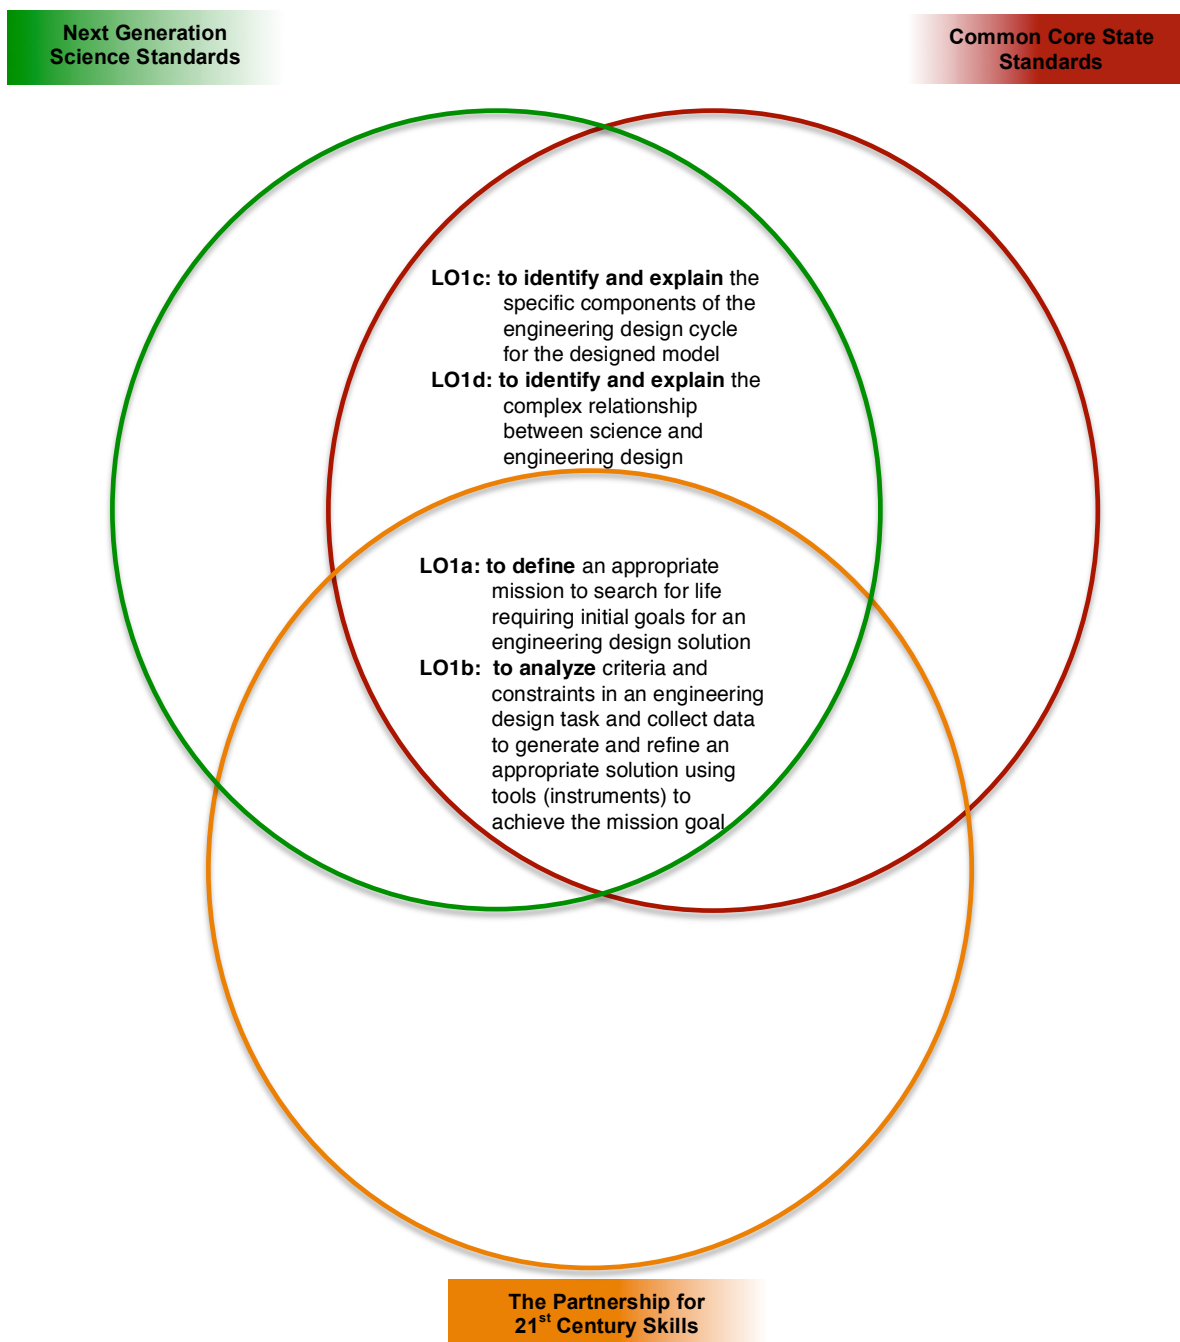 Next Generation
Science Standards
Common Core State
Standards
LO1c: to identify and explain the
specific components of the
engineering design cycle
for the designed model
LO1d: to identify and explain the
complex relationship
between science and
engineering design
LO1a: to define an appropriate
mission to search for life
requiring initial goals for an
engineering design solution
LO1b: to analyze criteria and
constraints in an engineering
design task and collect data
to generate and refine an
appropriate solution using
tools (instruments) to
achieve the mission goal
The Partnership for
21st Century Skills